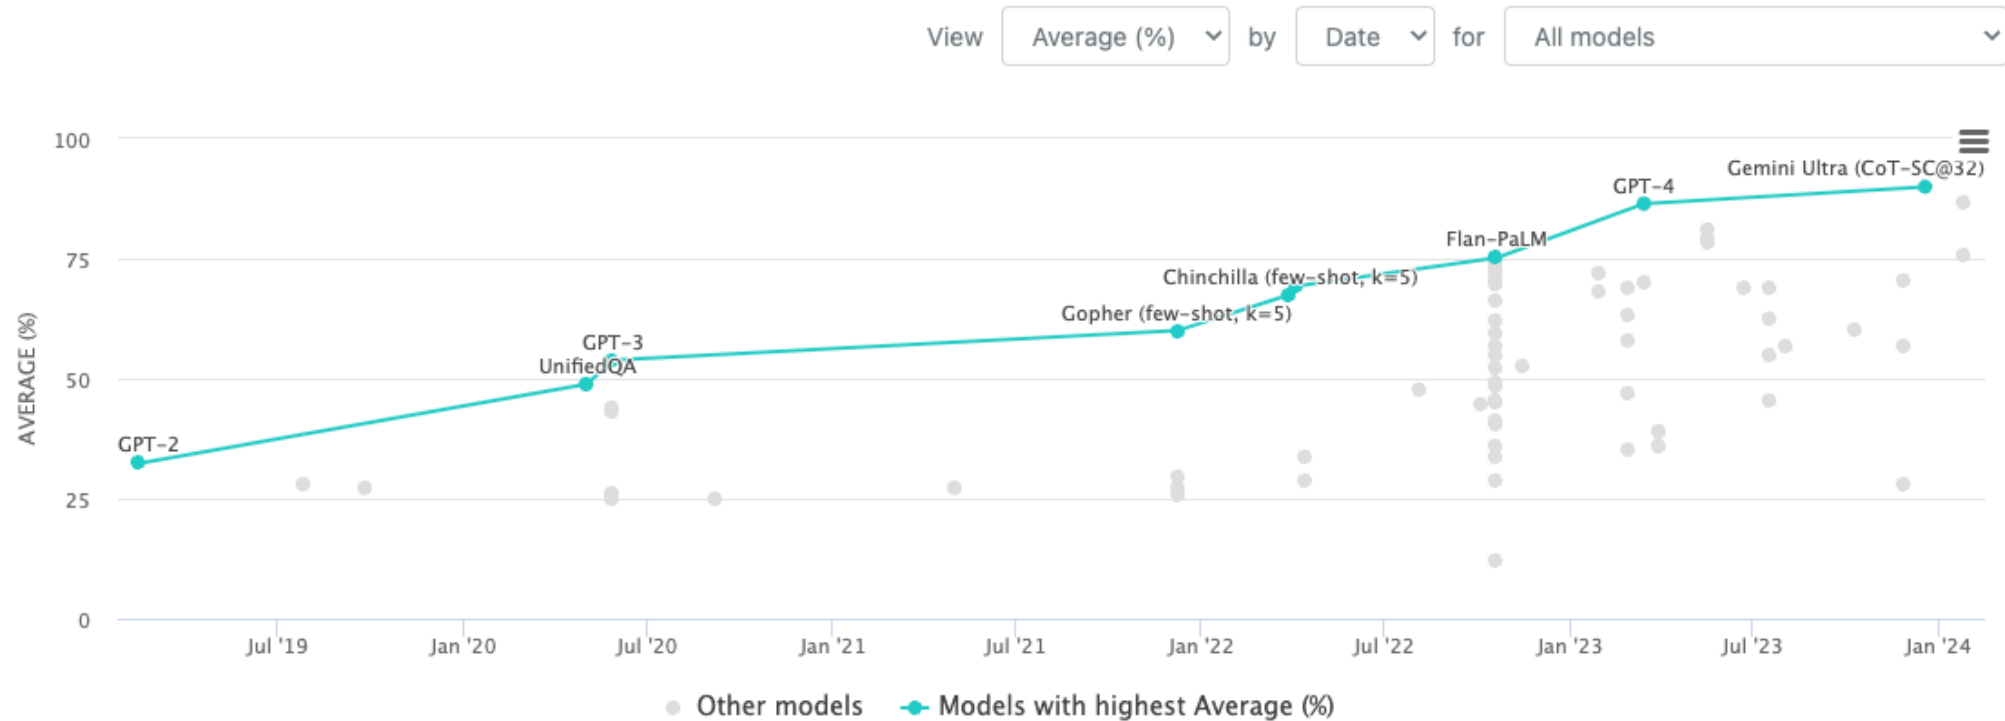 View Average (%) by Date for All models
100
Gemini Ultra (CoT-SC@32)
GPT-4
75
Flan-PaLM
Chinchilla (few-shot, k=5)
Gopher (few-shot, k=5)
GPT-3
UnifiedQA
50
GPT-2
25
0
AVERAGE (%)
Jul '19 Jan '20 Jul '20 Jan '21 Jul '21 Jan '22 Jul '22 Jan '23 Jul '23 Jan '24
Other models Models with highest Average (%)